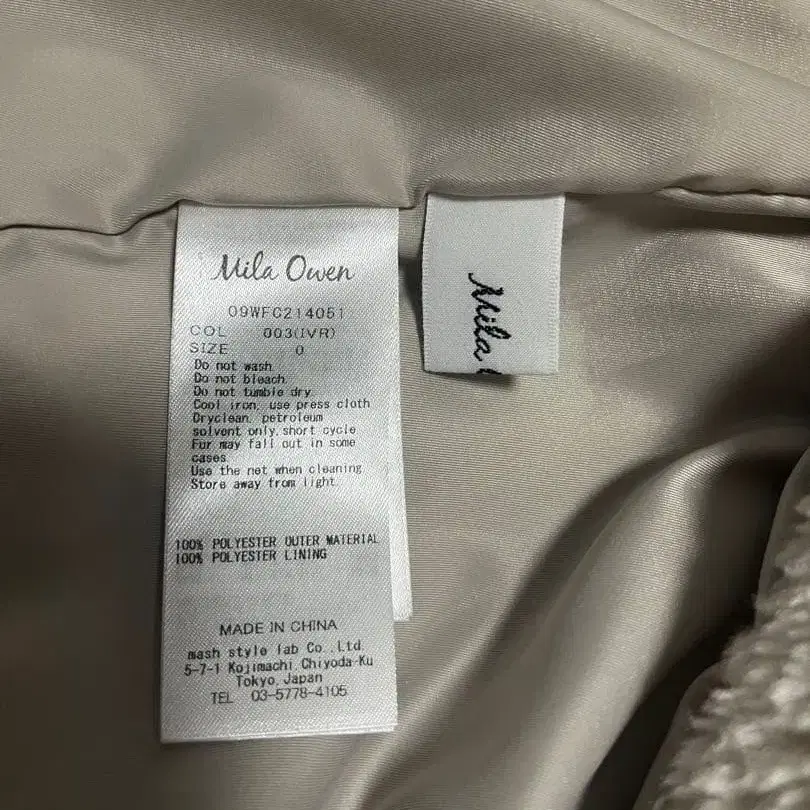 Mila Owen
09WFC214051
COL 003(IVR)
SIZE 0
Do not wash
Do not bleach
Do not tumble dry
Cool iron, use press cloth
Dryclean, petroleum
solvent only,short cycle
Fur may fall out in some
cases
Use the net when cleaning
Store away from light.
100% POLYESTER OUTER MATERIAL
100% POLYESTER LINING
MADE IN CHINA
mash style lab Co.,Ltd.
5-7-1 Kojimachi,Chiyoda-Ku
Tokyo,Japan
TEL 03-5778-4105
Mila